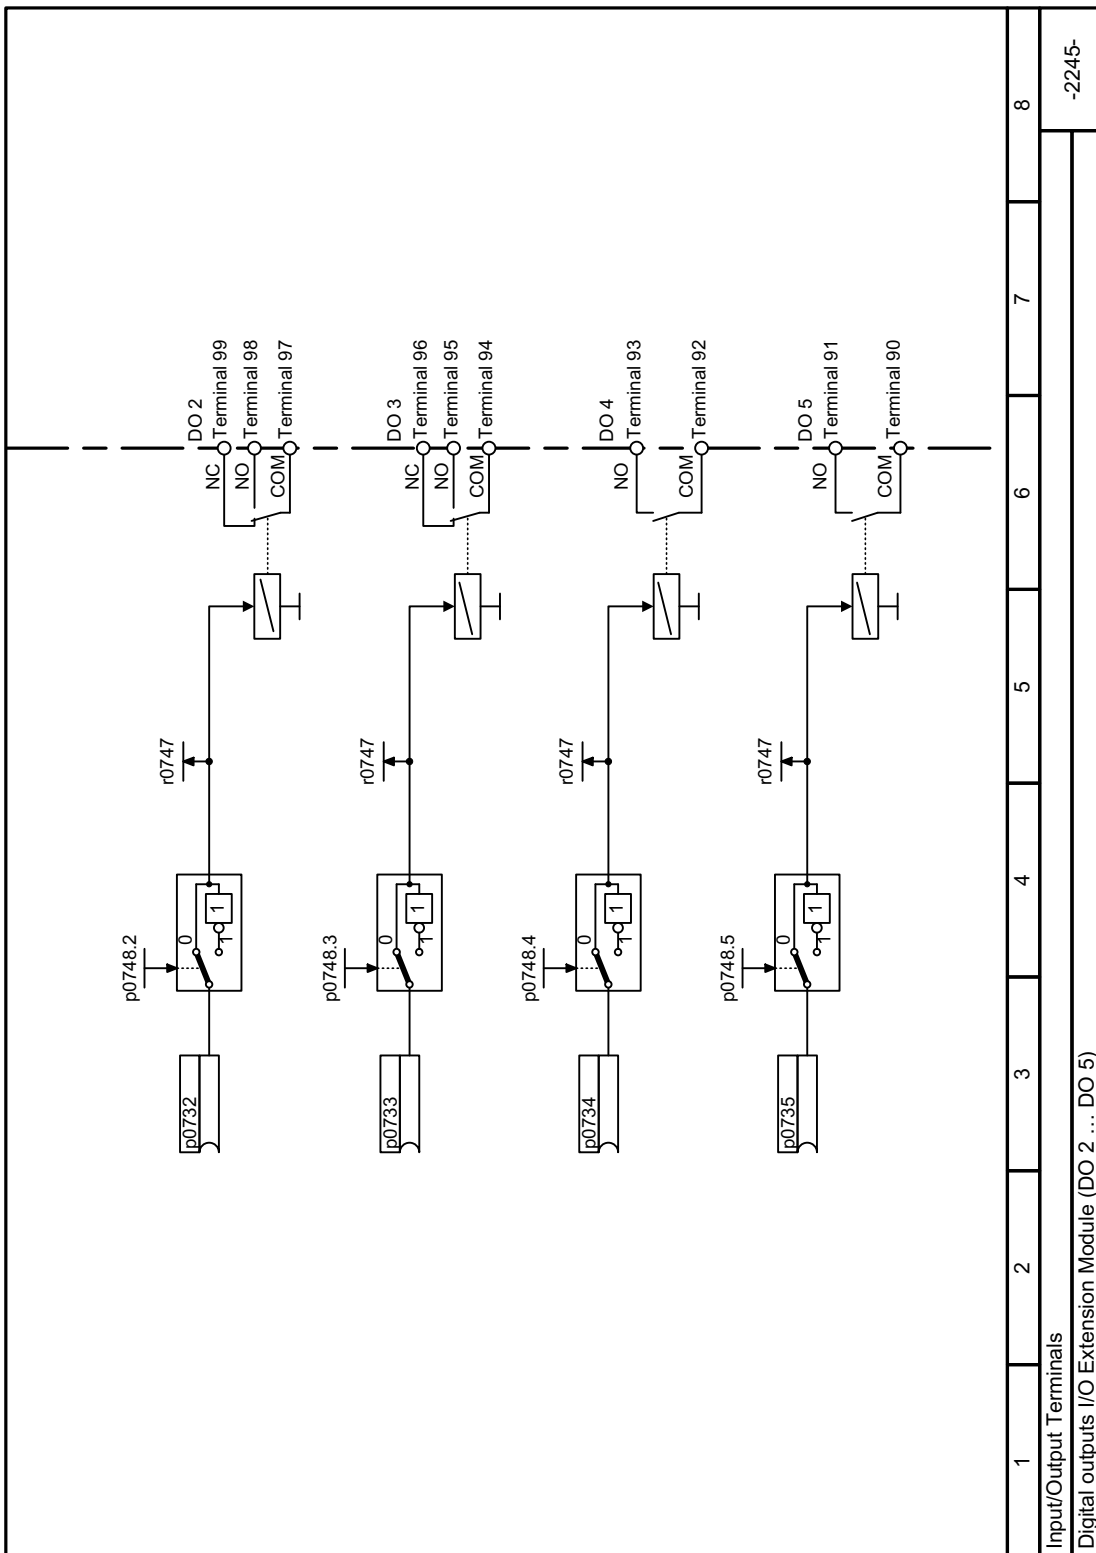 p0732
p0748.2
0
1
1
r0747
NC
NO
COM
DO 2
Terminal 99
Terminal 98
Terminal 97
p0733
p0748.3
0
1
1
r0747
NC
NO
COM
DO 3
Terminal 96
Terminal 95
Terminal 94
p0734
p0748.4
0
1
1
r0747
NO
COM
DO 4
Terminal 93
Terminal 92
p0735
p0748.5
0
1
1
r0747
NO
COM
DO 5
Terminal 91
Terminal 90
1 2 3 4 5 6 7 8
Input/Output Terminals
-2245-
Digital outputs I/O Extension Module (DO 2 ... DO 5)